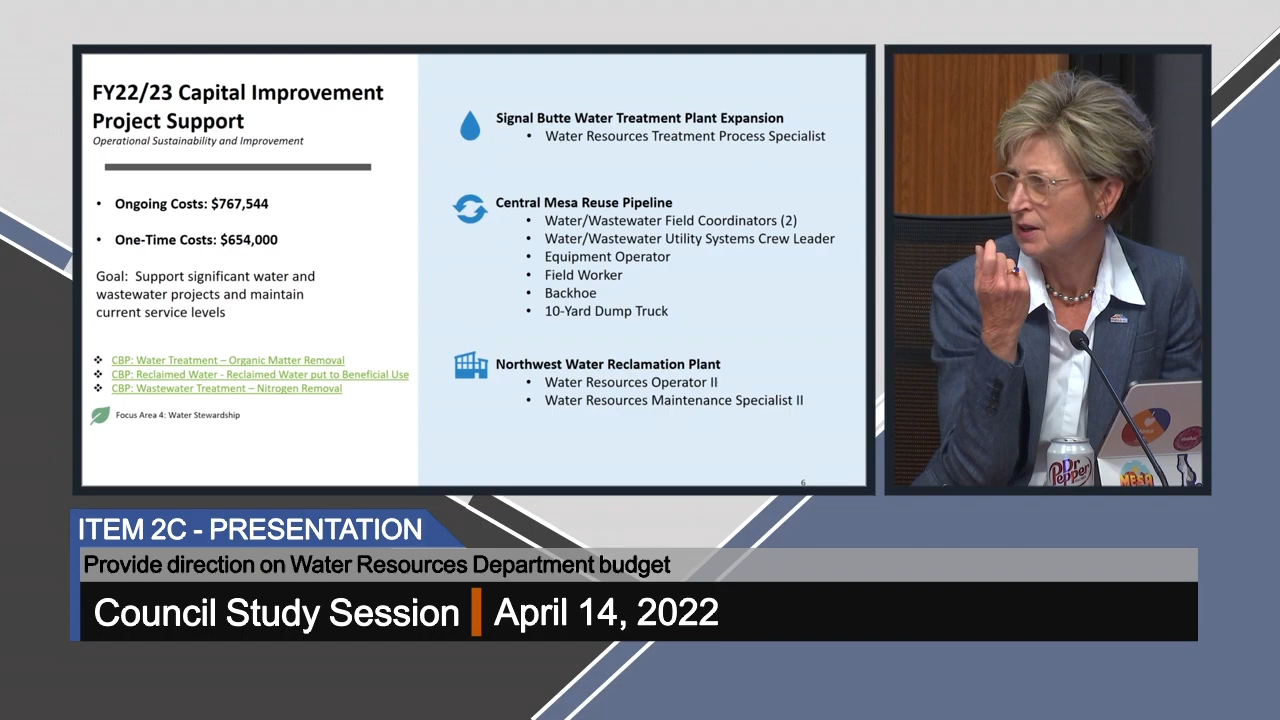 FY22/23 Capital Improvement
Project Support
Operational Sustainability and Improvement
• Ongoing Costs: $767,544
• One-Time Costs: $654,000
Goal: Support significant water and
wastewater projects and maintain
current service levels
❖ CBP: Water Treatment – Organic Matter Removal
❖ CBP: Reclaimed Water - Reclaimed Water put to Beneficial Use
❖ CBP: Wastewater Treatment – Nitrogen Removal
Focus Area 4: Water Stewardship
Signal Butte Water Treatment Plant Expansion
• Water Resources Treatment Process Specialist
Central Mesa Reuse Pipeline
• Water/Wastewater Field Coordinators (2)
• Water/Wastewater Utility Systems Crew Leader
• Equipment Operator
• Field Worker
• Backhoe
• 10-Yard Dump Truck
Northwest Water Reclamation Plant
• Water Resources Operator II
• Water Resources Maintenance Specialist II
6
Dr
Pepper
MESA
ITEM 2C - PRESENTATION
Provide direction on Water Resources Department budget
Council Study Session
April 14, 2022